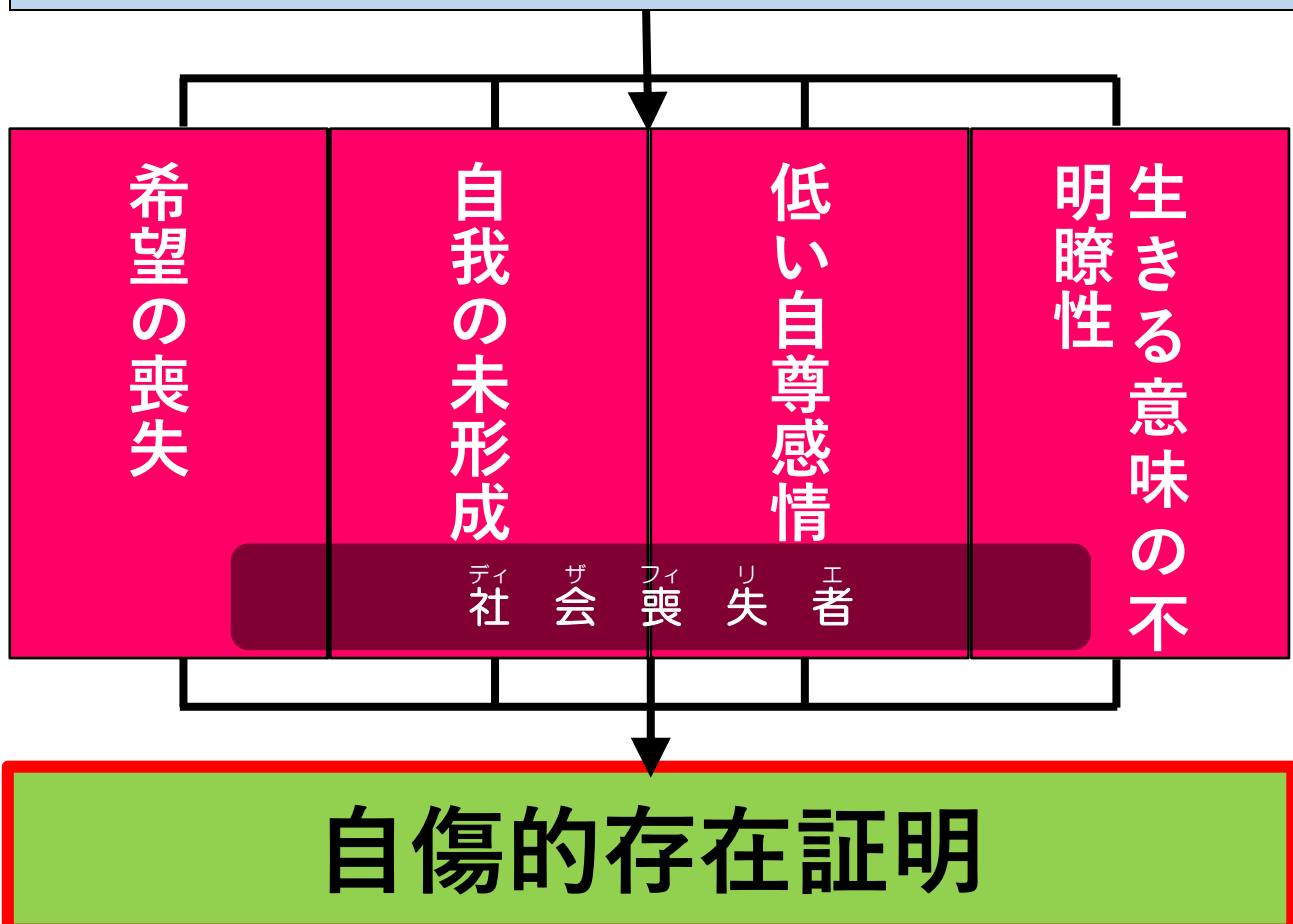 希望の喪失
自我の未形成
低い自尊感情
生きる意味の不
明瞭性
ディ ザ フィ リ エ
社会喪失者
自傷的存在証明